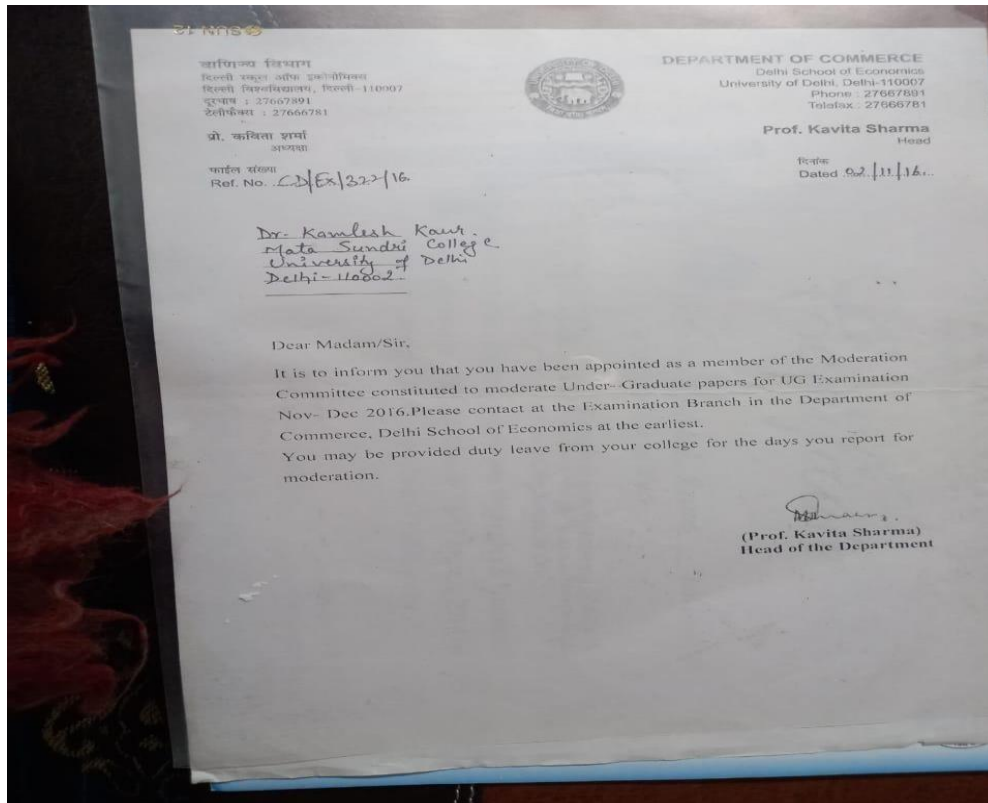 वाणिज्य विभाग
दिल्ली स्कूल ऑफ इकोनॉमिक्स
दिल्ली विश्वविद्यालय, दिल्ली-110007
दूरभाष : 27667891
टेलीफैक्स : 27666781
प्रो. कविता शर्मा
अध्यक्षा
फाईल संख्या
Ref. No. CD/Ex/322/16
DEPARTMENT OF COMMERCE
Delhi School of Economics
University of Delhi, Delhi-110007
Phone : 27667891
Telefax : 27666781
Prof. Kavita Sharma
Head
दिनांक
Dated 02/11/16
Dr. Kamlesh Kaur.
Mata Sundri College
University of Delhi
Delhi-110002
Dear Madam/Sir,
It is to inform you that you have been appointed as a member of the Moderation
Committee constituted to moderate Under- Graduate papers for UG Examination
Nov- Dec 2016.Please contact at the Examination Branch in the Department of
Commerce, Delhi School of Economics at the earliest.
You may be provided duty leave from your college for the days you report for
moderation.
(Prof. Kavita Sharma)
Head of the Department